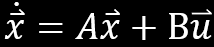 ẋ⃗ = Ax⃗ + Bu⃗